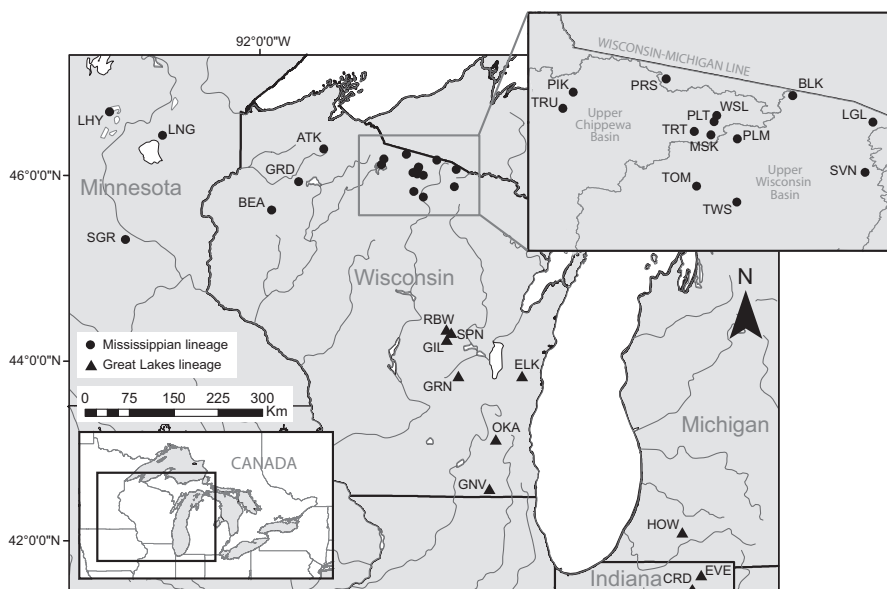 92°0'0"W
WISCONSIN-MICHIGAN LINE
PIK
PRS
BLK
TRU
WSL
PLT
LGL
Upper
Chippewa
Basin
TRT
PLM
MSK
TOM
Upper
Wisconsin
Basin
SVN
TWS
LHY
LNG
ATK
GRD
46°0'0"N
Minnesota
BEA
SGR
Wisconsin
N
RBW
SPN
GIL
Mississippian lineage
Great Lakes lineage
44°0'0"N
ELK
GRN
0 75 150 225 300
Km
OKA
Michigan
CANADA
GNV
HOW
42°0'0"N
Indiana
EVE
CRD